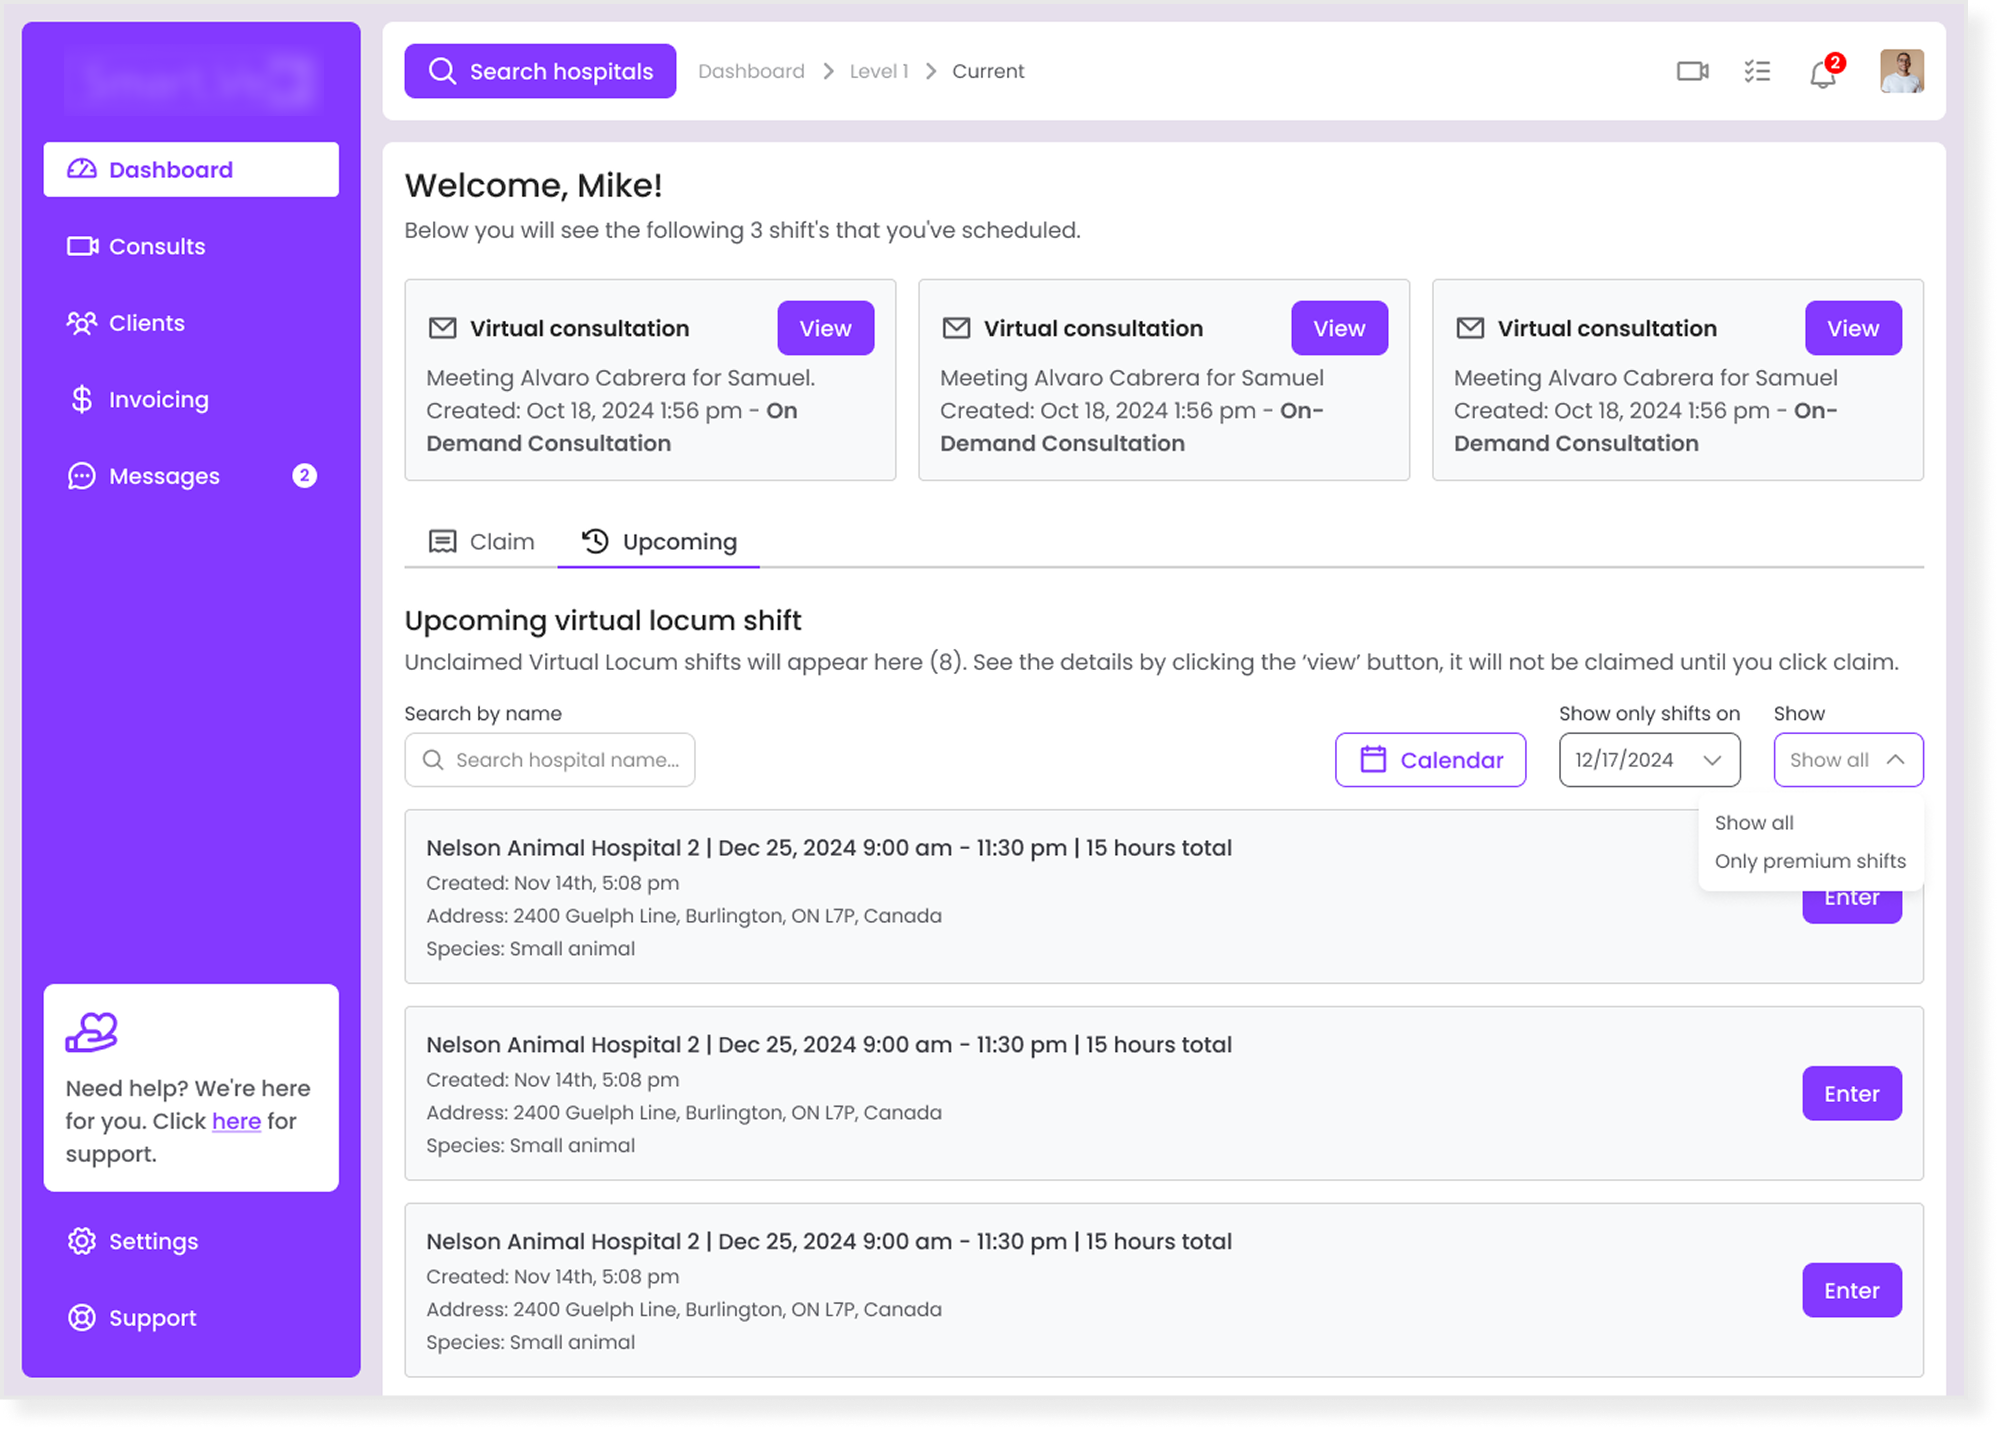 Dashboard
Consults
Clients
Invoicing
Messages 2
Need help? We're here
for you. Click here for
support.
Settings
Support
Search hospitals Dashboard Level 1 Current 2
Welcome, Mike!
Below you will see the following 3 shift's that you've scheduled.
Virtual consultation View
Meeting Alvaro Cabrera for Samuel.
Created: Oct 18, 2024 1:56 pm - On
Demand Consultation
Virtual consultation View
Meeting Alvaro Cabrera for Samuel
Created: Oct 18, 2024 1:56 pm - On-
Demand Consultation
Virtual consultation View
Meeting Alvaro Cabrera for Samuel
Created: Oct 18, 2024 1:56 pm - On-
Demand Consultation
Claim Upcoming
Upcoming virtual locum shift
Unclaimed Virtual Locum shifts will appear here (8). See the details by clicking the ‘view’ button, it will not be claimed until you click claim.
Search by name
Search hospital name...
Calendar
Show only shifts on
12/17/2024
Show
Show all
Show all
Only premium shifts
Nelson Animal Hospital 2 | Dec 25, 2024 9:00 am - 11:30 pm | 15 hours total
Created: Nov 14th, 5:08 pm
Address: 2400 Guelph Line, Burlington, ON L7P, Canada
Species: Small animal
Enter
Nelson Animal Hospital 2 | Dec 25, 2024 9:00 am - 11:30 pm | 15 hours total
Created: Nov 14th, 5:08 pm
Address: 2400 Guelph Line, Burlington, ON L7P, Canada
Species: Small animal
Enter
Nelson Animal Hospital 2 | Dec 25, 2024 9:00 am - 11:30 pm | 15 hours total
Created: Nov 14th, 5:08 pm
Address: 2400 Guelph Line, Burlington, ON L7P, Canada
Species: Small animal
Enter